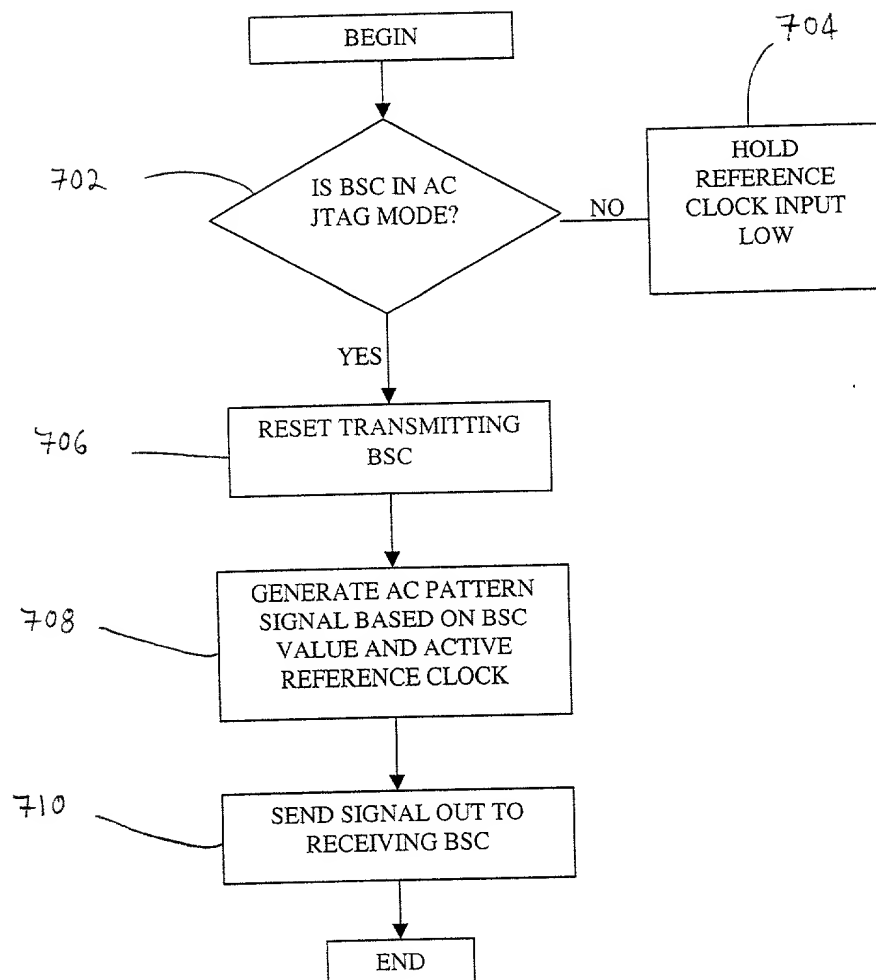 BEGIN
704
702
IS BSC IN AC
JTAG MODE?
NO
HOLD
REFERENCE
CLOCK INPUT
LOW
YES
706
RESET TRANSMITTING
BSC
708
GENERATE AC PATTERN
SIGNAL BASED ON BSC
VALUE AND ACTIVE
REFERENCE CLOCK
710
SEND SIGNAL OUT TO
RECEIVING BSC
END